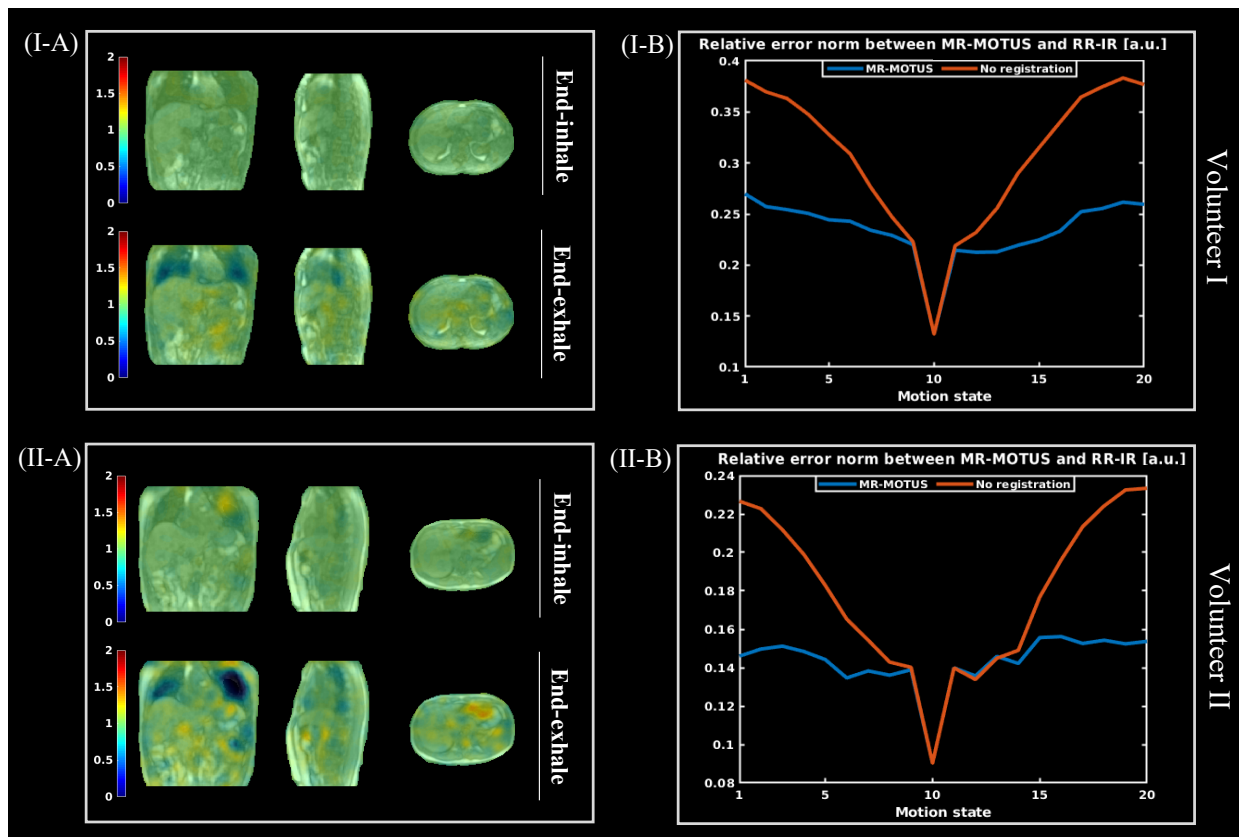 (I-A)
2
1.5
1
0.5
0
End-inhale
2
1.5
1
0.5
0
End-exhale
(I-B)
Relative error norm between MR-MOTUS and RR-IR [a.u.]
MR-MOTUS No registration
0.4
0.35
0.3
0.25
0.2
0.15
0.1
1 5 10 15 20
Motion state
Volunteer I
(II-A)
2
1.5
1
0.5
0
End-inhale
2
1.5
1
0.5
0
End-exhale
(II-B)
Relative error norm between MR-MOTUS and RR-IR [a.u.]
MR-MOTUS No registration
0.24
0.22
0.2
0.18
0.16
0.14
0.12
0.1
0.08
1 5 10 15 20
Motion state
Volunteer II